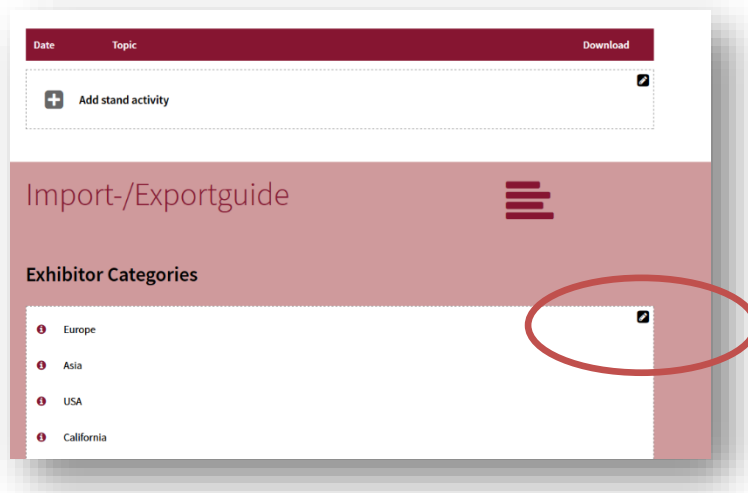 Date Topic Download
Add stand activity
Import-/Exportguide
Exhibitor Categories
Europe
Asia
USA
California